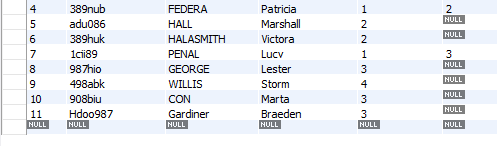 4 389nub FEDERA Patricia 1 2
5 adu086 HALL Marshall 2 NULL
6 389huk HALASMITH Victora 2 NULL
7 1cii89 PENAL Lucv 1 3
8 987hio GEORGE Lester 3 NULL
9 498abk WILLIS Storm 4 NULL
10 908biu CON Marta 3 NULL
11 Hdoo987 Gardiner Braeden 3 NULL
NULL NULL NULL NULL NULL NULL